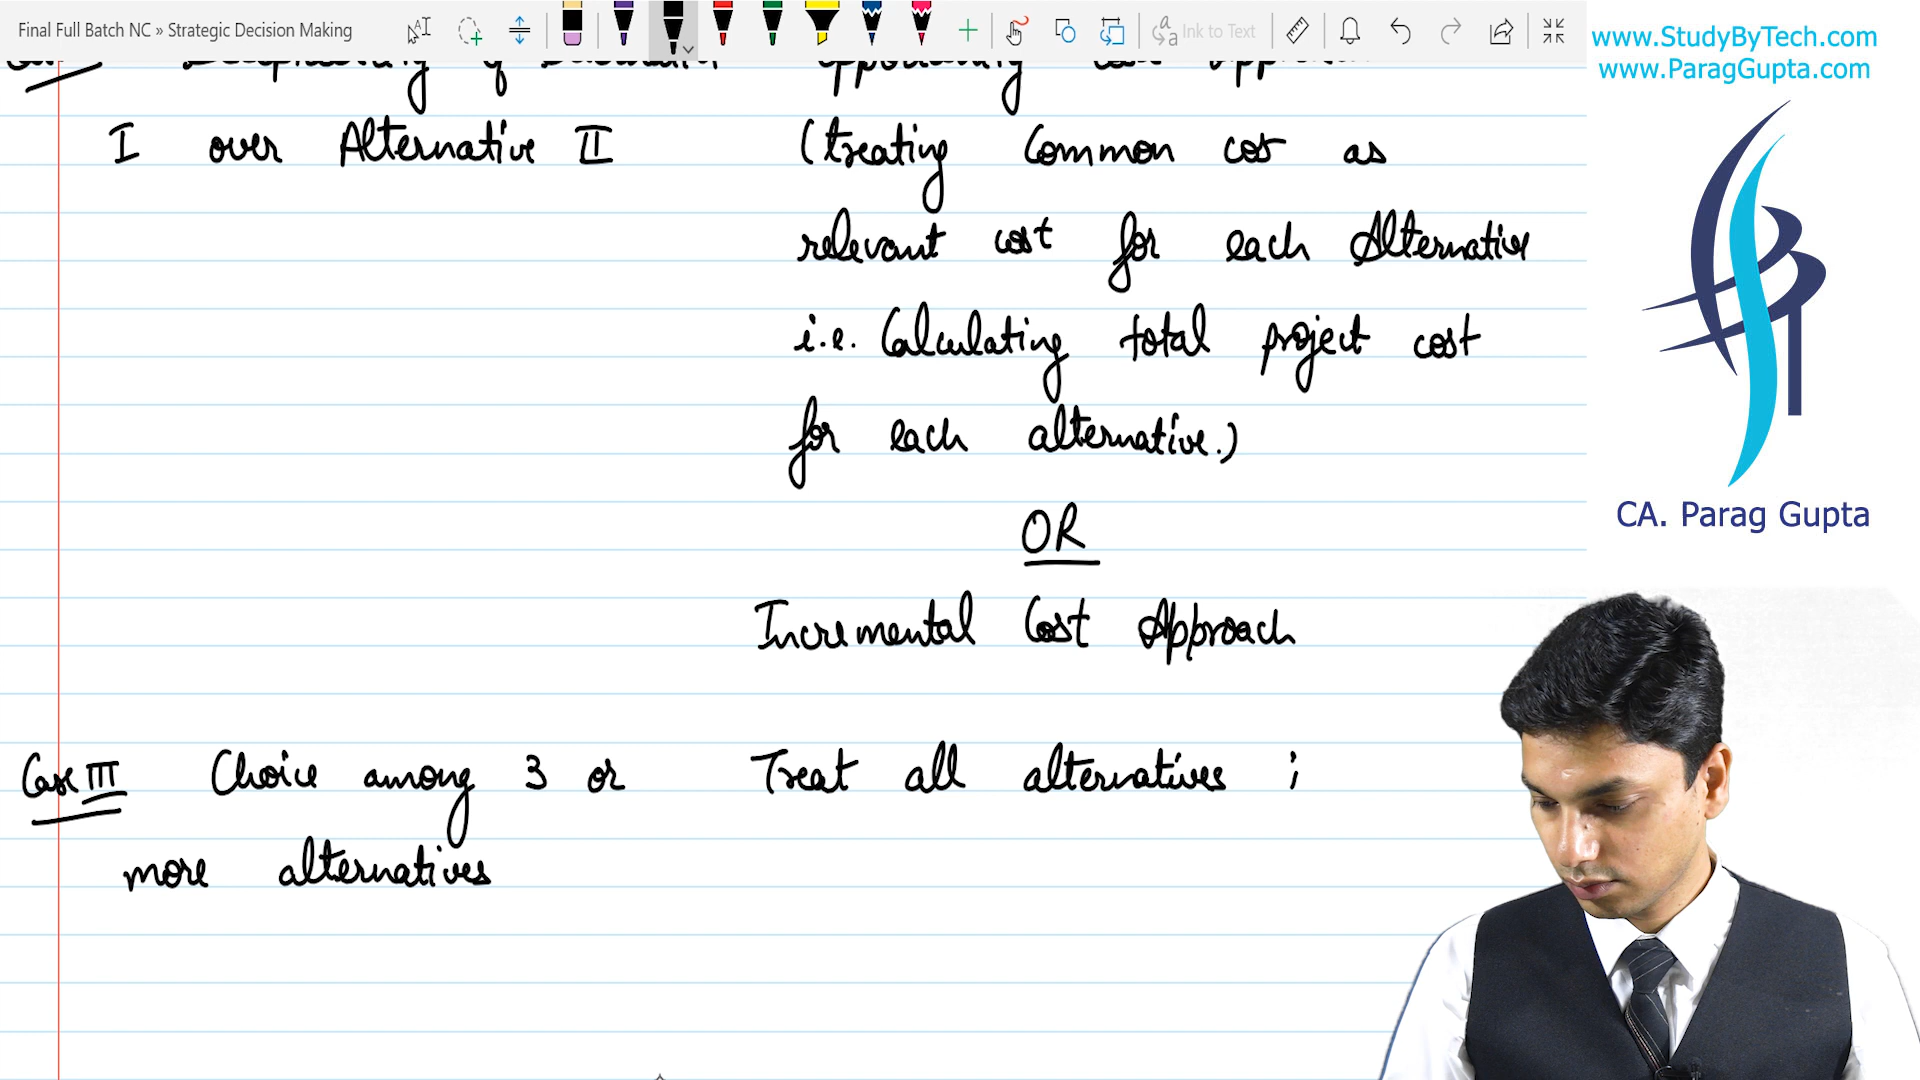 Final Full Batch NC » Strategic Decision Making
Ink to Text
www.StudyByTech.com
www.ParagGupta.com
of
I over Alternative II
(treating Common cost as
relevant cost for each Alternative
i.e. Calculating total project cost
for each alternative.)
OR
Incremental Cost Approach
CA. Parag Gupta
Case III Choice among 3 or
more alternatives
Treat all alternatives i